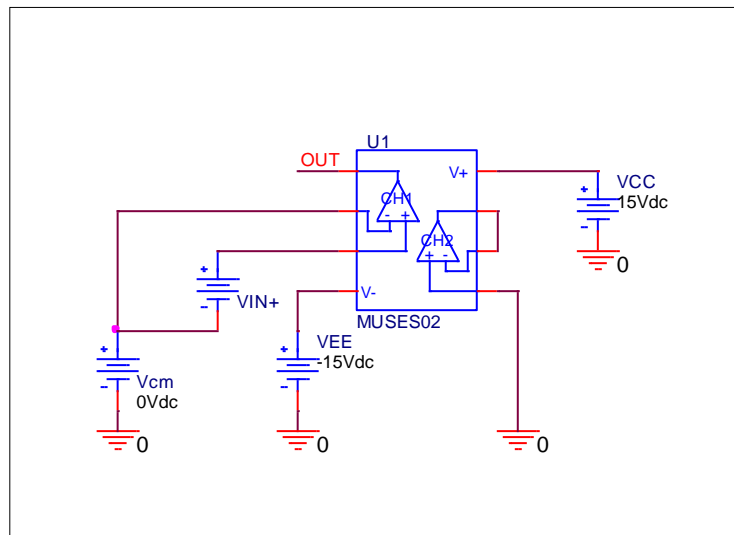 U1
OUT
V+
CH1
- +
VCC
15Vdc
+
-
0
CH2
+ -
+
-
VIN+
V-
MUSES02
VEE
-15Vdc
+
-
0
Vcm
0Vdc
+
-
0
0